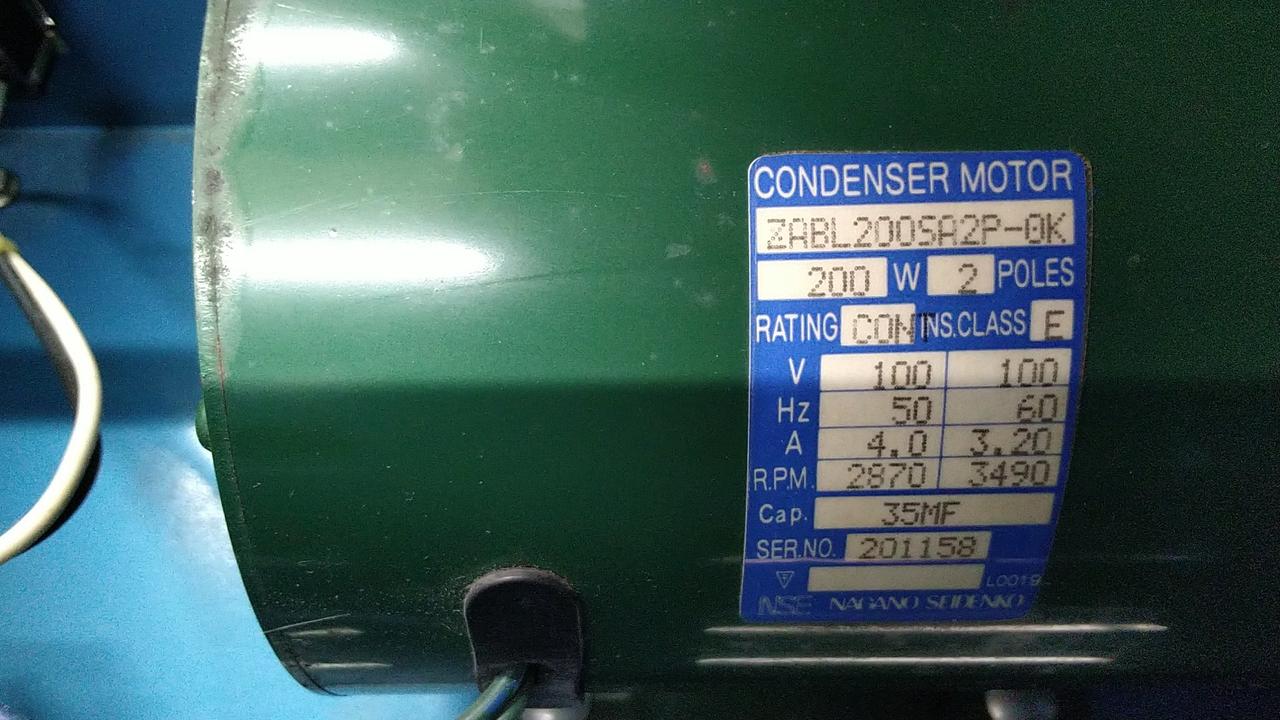 CONDENSER MOTOR
ZABL200SA2P-0K
200 W 2 POLES
RATING CONT INS.CLASS E
V 100 100
Hz 50 60
A 4.0 3.20
R.P.M. 2870 3490
Cap. 35MF
SER.NO. 201158
L0019
NSE NAGANO SEIDENKO